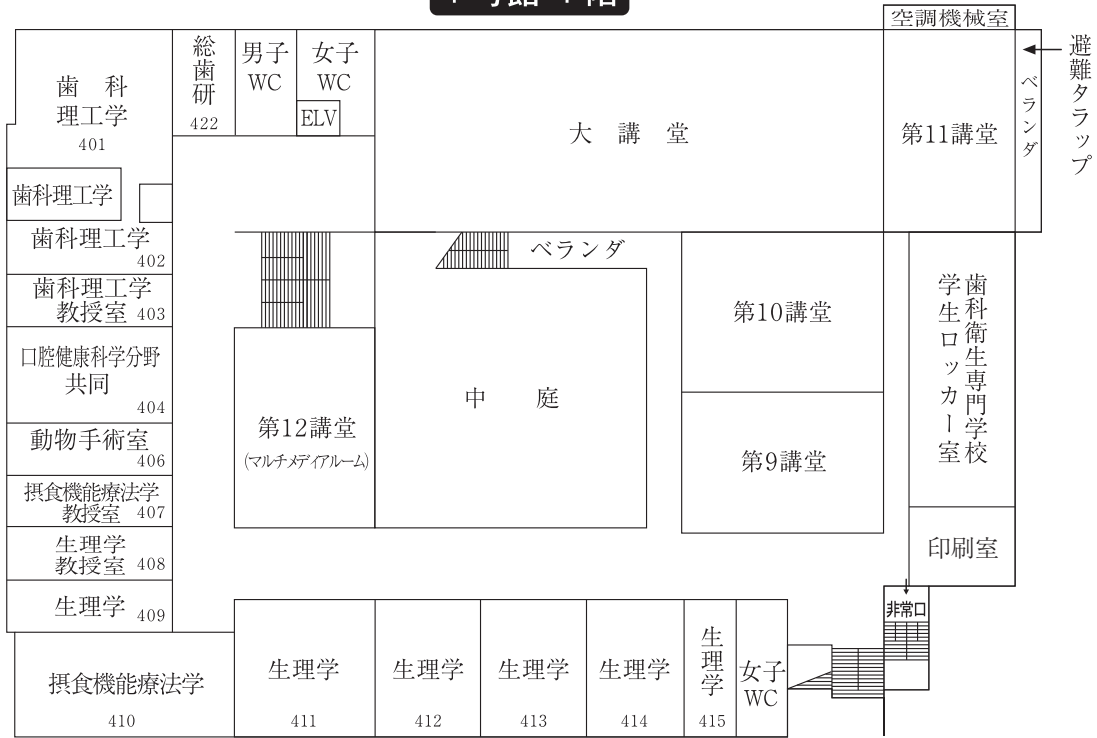 空調機械室
避難タラップ
ベランダ
歯 科
理工学
401
総歯研
422
男子
WC
女子
WC
ELV
大 講 堂
第11講堂
歯科理工学
歯科理工学
402
歯科理工学
教授室 403
口腔健康科学分野
共同
404
動物手術室
406
摂食機能療法学
教授室 407
生理学
教授室 408
生理学 409
ベランダ
中 庭
第12講堂
(マルチメディアルーム)
第10講堂
第9講堂
歯科衛生専門学校
学生ロッカー室
印刷室
非常口
摂食機能療法学
410
生理学
411
生理学
412
生理学
413
生理学
414
生理学
415
女子
WC